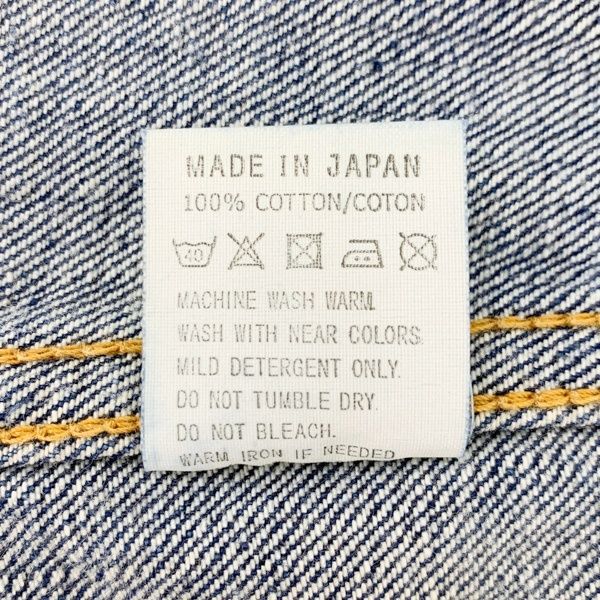 MADE IN JAPAN
100% COTTON/COTON
40
MACHINE WASH WARM.
WASH WITH NEAR COLORS.
MILD DETERGENT ONLY.
DO NOT TUMBLE DRY.
DO NOT BLEACH.
WARM IRON IF NEEDED